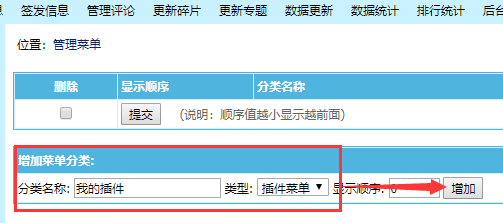 息 签发信息 管理评论 更新碎片 更新专题 数据更新 数据统计 排行统计 后台
位置：管理菜单
删除 显示顺序 分类名称
提交 (说明：顺序值越小显示越前面)
增加菜单分类:
分类名称: 我的插件 类型: 插件菜单 显示顺序: 0 增加